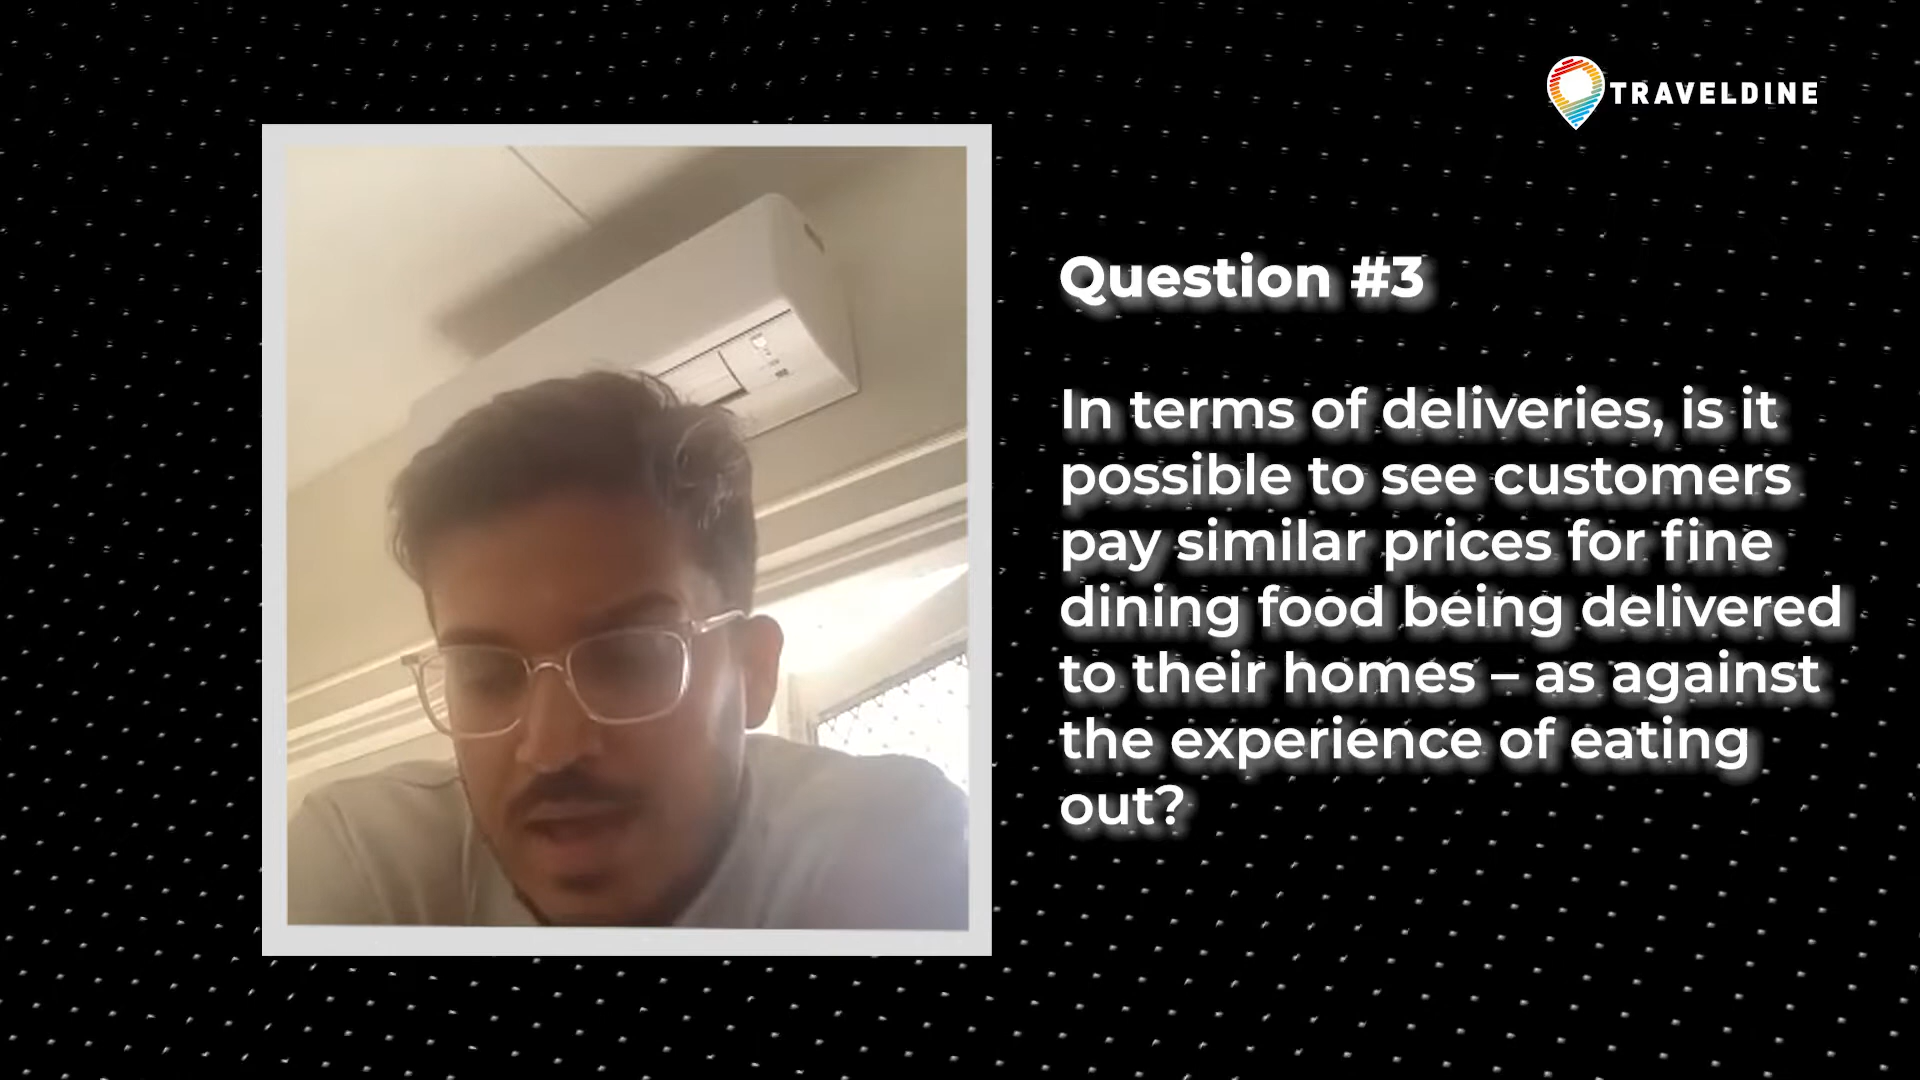 TRAVELDINE
Question #3
In terms of deliveries, is it
possible to see customers
pay similar prices for fine
dining food being delivered
to their homes – as against
the experience of eating
out?